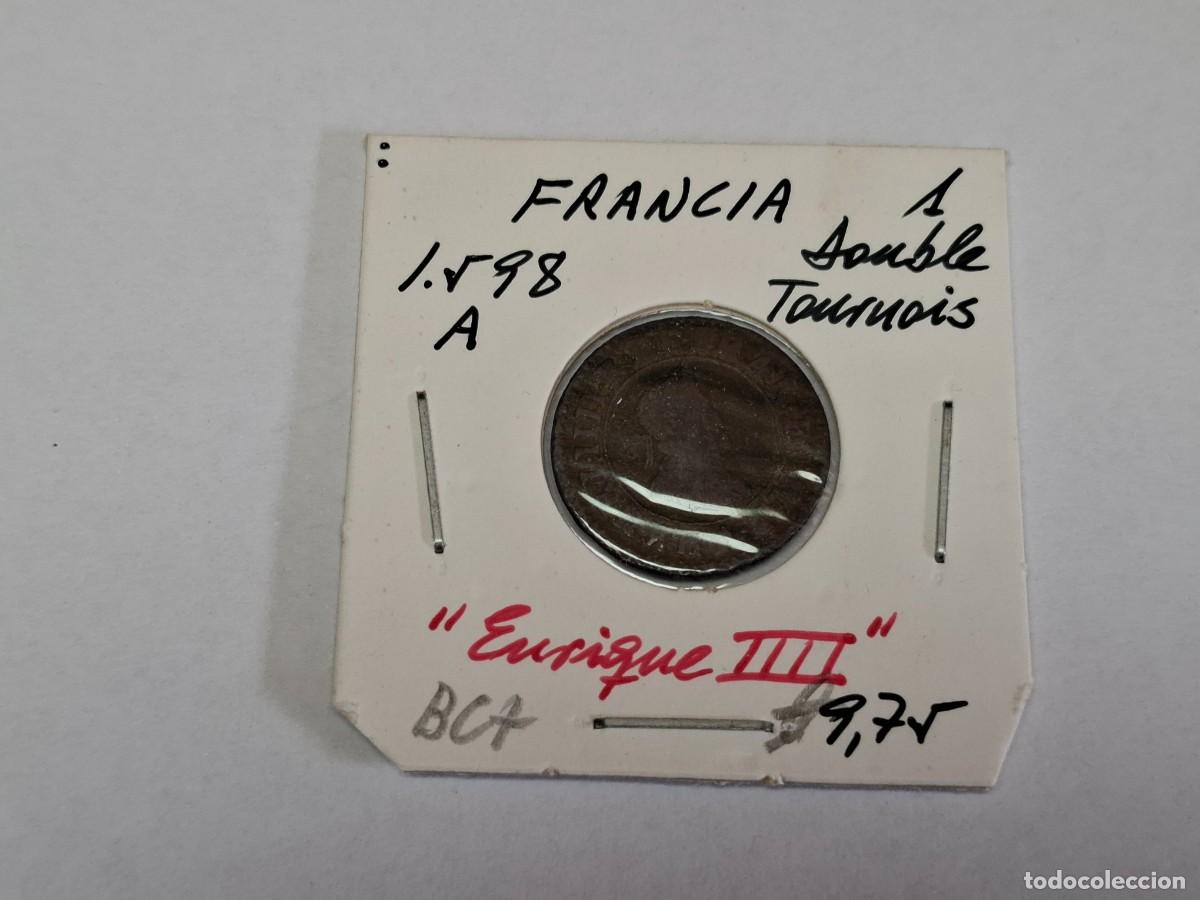 FRANCIA
1
Double
Tournois
1.598
A
"Enrique IIII"
BC+
9,75
todocoleccion